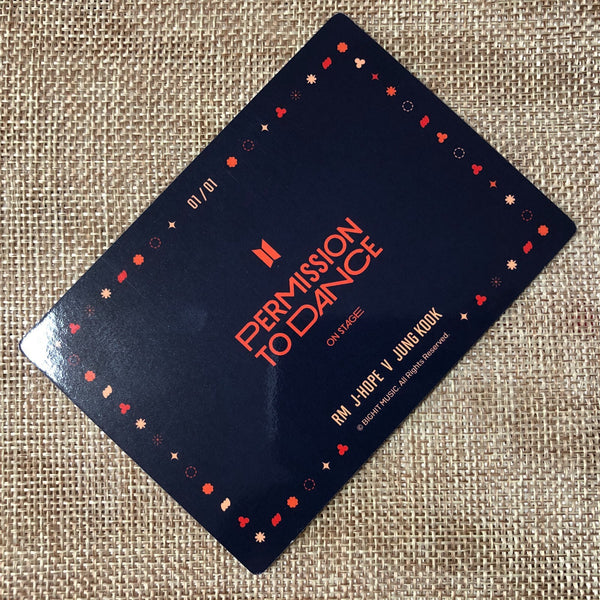 01/01
PERMISSION
TO DANCE
ON STAGE
RM J-HOPE V JUNG KOOK
© BIGHIT MUSIC All Rights Reserved.